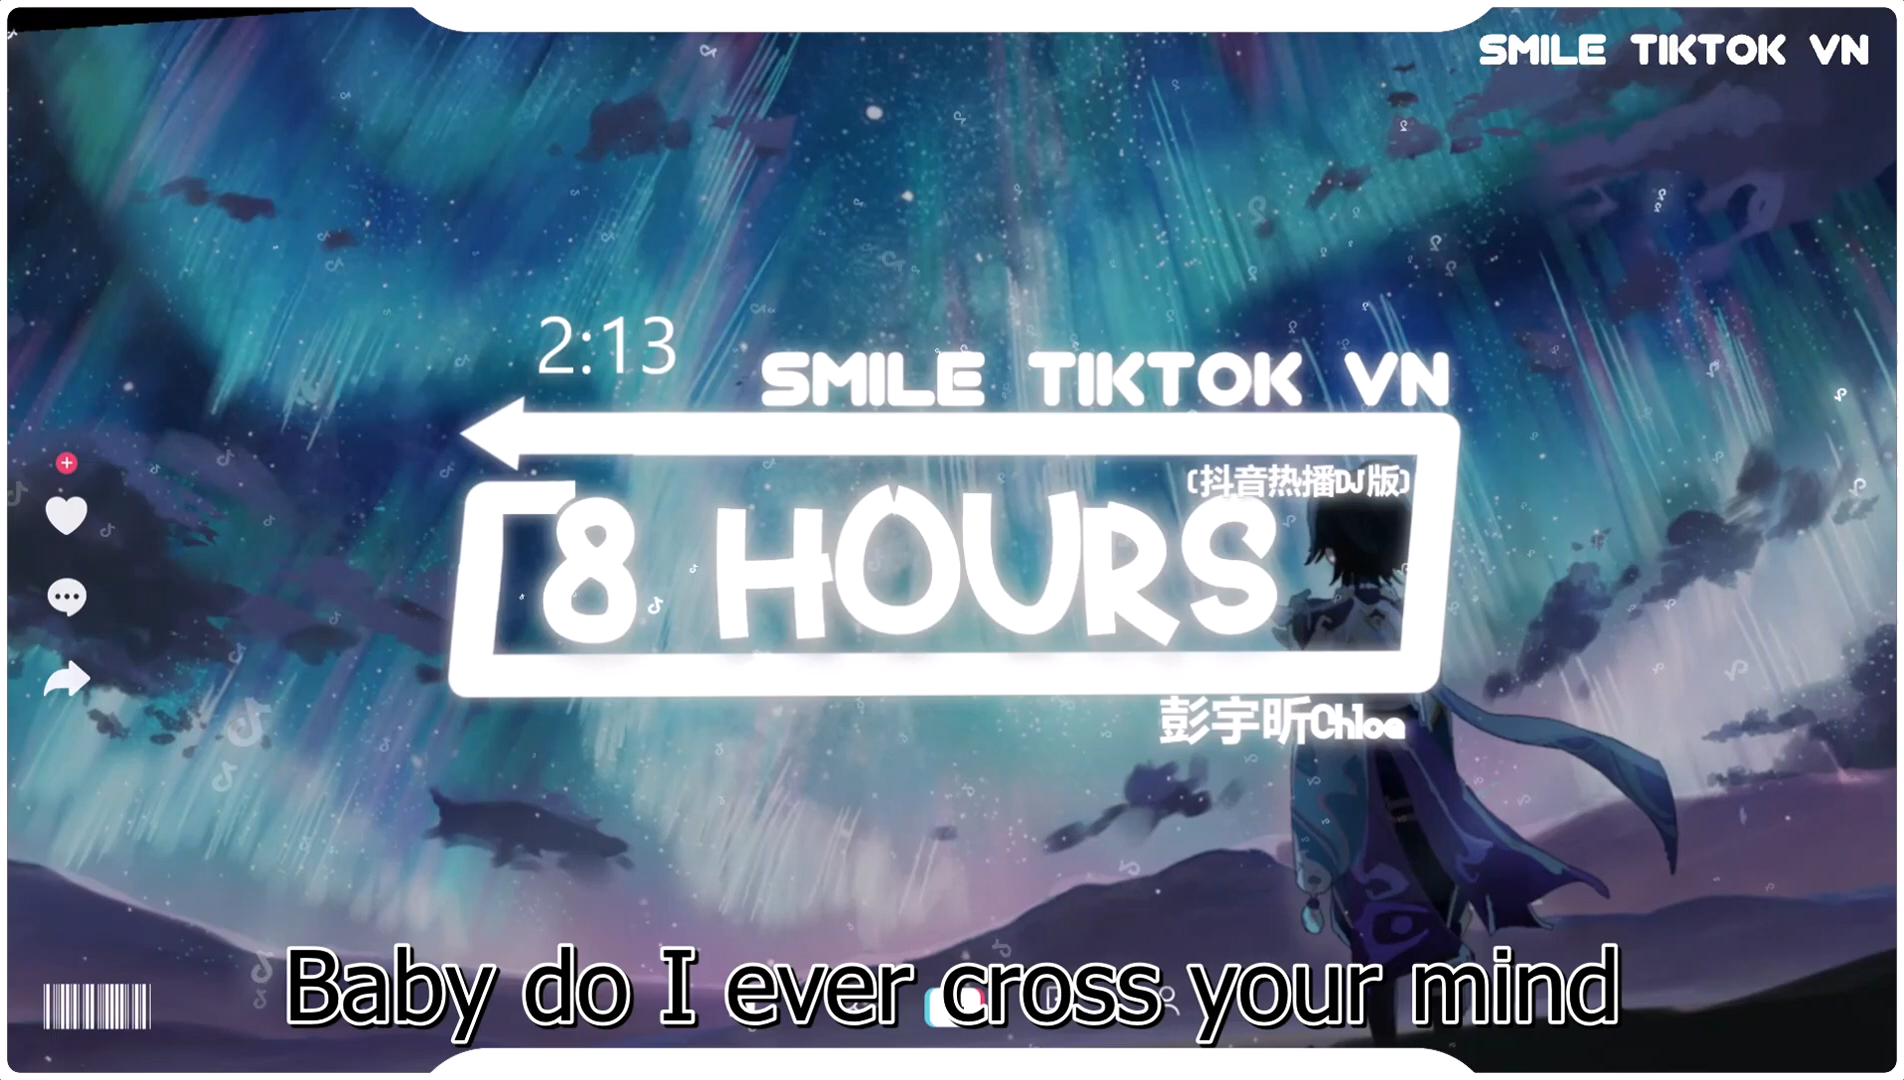 SMILE TIKTOK VN
2:13
SMILE TIKTOK VN
(抖音热播DJ版)
8 HOURS
彭宇昕Chloe
Baby do I ever cross your mind